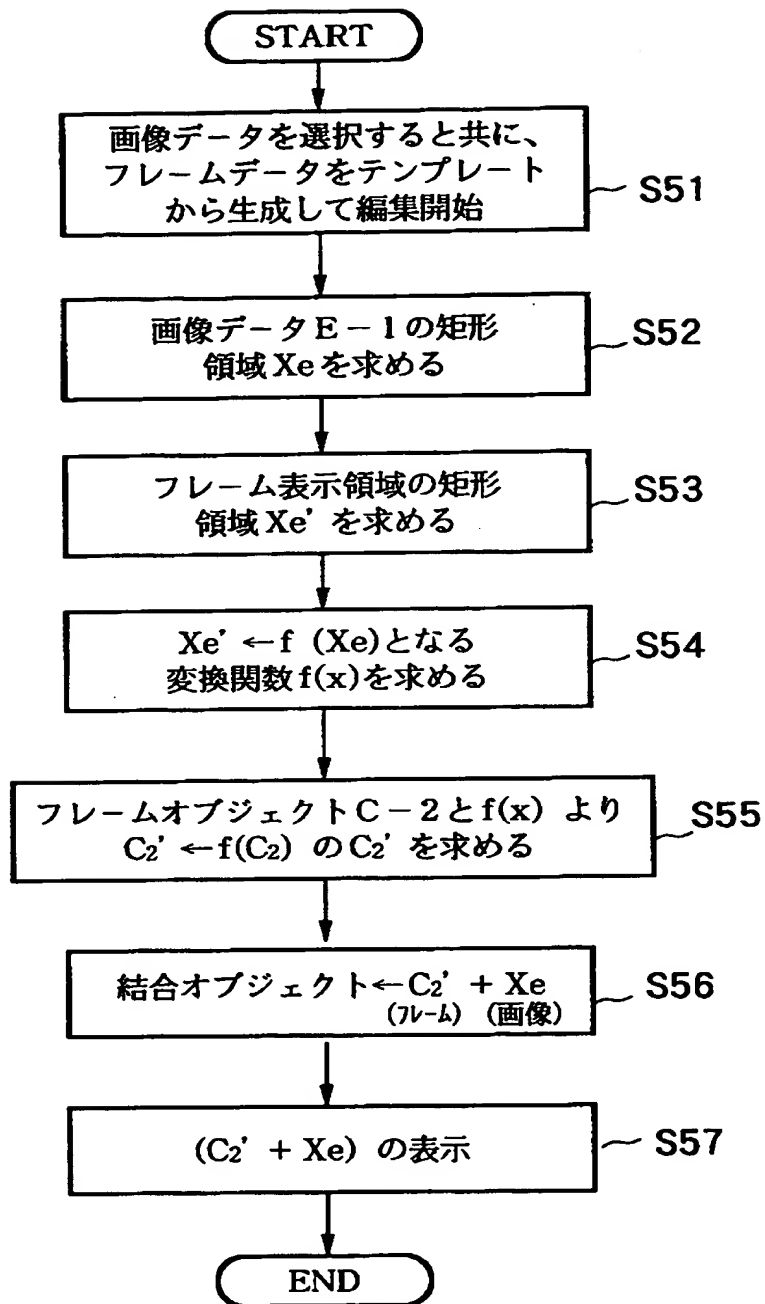 START
画像データを選択すると共に、
フレームデータをテンプレート
から生成して編集開始
S51
画像データE－1の矩形
領域Xeを求める
S52
フレーム表示領域の矩形
領域Xe'を求める
S53
Xe'←f (Xe)となる
変換関数f(x)を求める
S54
フレームオブジェクトC－2とf(x)より
C₂'←f(C₂)のC₂'を求める
S55
結合オブジェクト←C₂' + Xe
(フレーム) (画像)
S56
(C₂' + Xe) の表示
S57
END